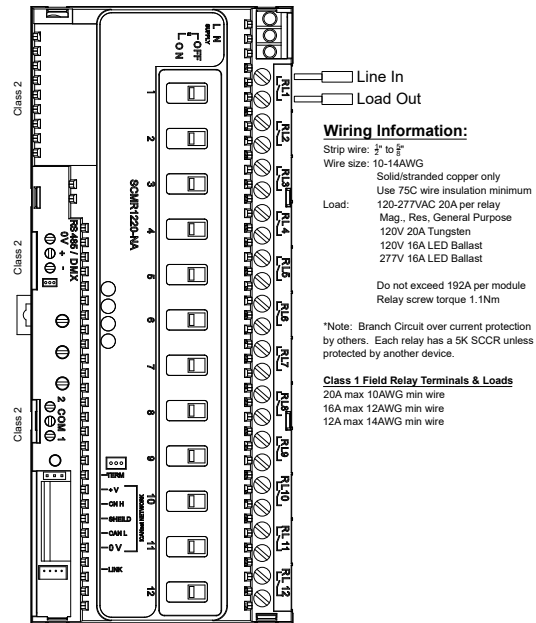 L N
SUPPLY
OFF
L ON
RL1
Line In
Load Out
Class 2
1
2
RL2
Wiring Information:
Strip wire: 1/2" to 5/8"
Wire size: 10-14AWG
Solid/stranded copper only
Use 75C wire insulation minimum
Load: 120-277VAC 20A per relay
Mag., Res, General Purpose
120V 20A Tungsten
120V 16A LED Ballast
277V 16A LED Ballast
Do not exceed 192A per module
Relay screw torque 1.1Nm
*Note: Branch Circuit over current protection
by others. Each relay has a 5K SCCR unless
protected by another device.
Class 1 Field Relay Terminals & Loads
20A max 10AWG min wire
16A max 12AWG min wire
12A max 14AWG min wire
3
RL3
SCMR1220-NA
RS485 / DMX
0V + -
Class 2
4
RL4
5
RL5
6
RL6
7
RL7
2 COM 1
Class 2
8
RL8
9
RL9
TERM
+V
CN H
SHEILD
CAN L
0 V
LINK
10
RL10
11
RL 11
12
RL 12